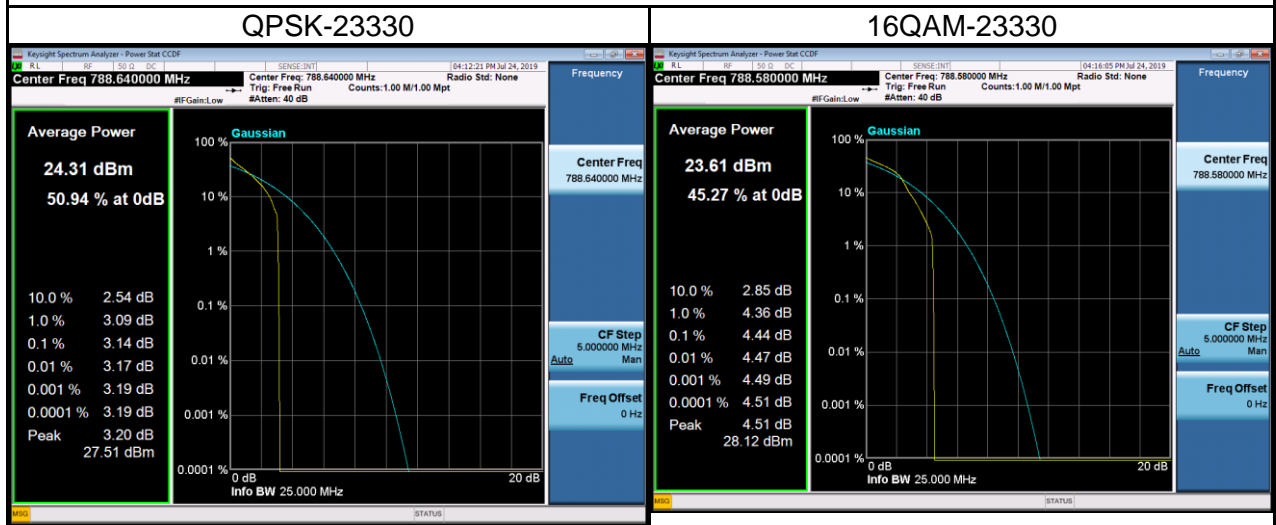 QPSK-23330
Keysight Spectrum Analyzer - Power Stat CCDF
RL RF 50 Ω DC SENSE:INT 04:12:21 PM Jul 24, 2019
Center Freq 788.640000 MHz
Center Freq: 788.640000 MHz Radio Std: None
Trig: Free Run Counts:1.00 M/1.00 Mpt
#IFGain:Low #Atten: 40 dB
Average Power
24.31 dBm
50.94 % at 0dB
10.0 % 2.54 dB
1.0 % 3.09 dB
0.1 % 3.14 dB
0.01 % 3.17 dB
0.001 % 3.19 dB
0.0001 % 3.19 dB
Peak 3.20 dB
27.51 dBm
Gaussian
100 %
10 %
1 %
0.1 %
0.01 %
0.001 %
0.0001 %
0 dB 20 dB
Info BW 25.000 MHz
Frequency
Center Freq
788.640000 MHz
CF Step
5.000000 MHz
Auto Man
Freq Offset
0 Hz
MSG STATUS
16QAM-23330
Keysight Spectrum Analyzer - Power Stat CCDF
RL RF 50 Ω DC SENSE:INT 04:16:05 PM Jul 24, 2019
Center Freq 788.580000 MHz
Center Freq: 788.580000 MHz Radio Std: None
Trig: Free Run Counts:1.00 M/1.00 Mpt
#IFGain:Low #Atten: 40 dB
Average Power
23.61 dBm
45.27 % at 0dB
10.0 % 2.85 dB
1.0 % 4.36 dB
0.1 % 4.44 dB
0.01 % 4.47 dB
0.001 % 4.49 dB
0.0001 % 4.51 dB
Peak 4.51 dB
28.12 dBm
Gaussian
100 %
10 %
1 %
0.1 %
0.01 %
0.001 %
0.0001 %
0 dB 20 dB
Info BW 25.000 MHz
Frequency
Center Freq
788.580000 MHz
CF Step
5.000000 MHz
Auto Man
Freq Offset
0 Hz
MSG STATUS